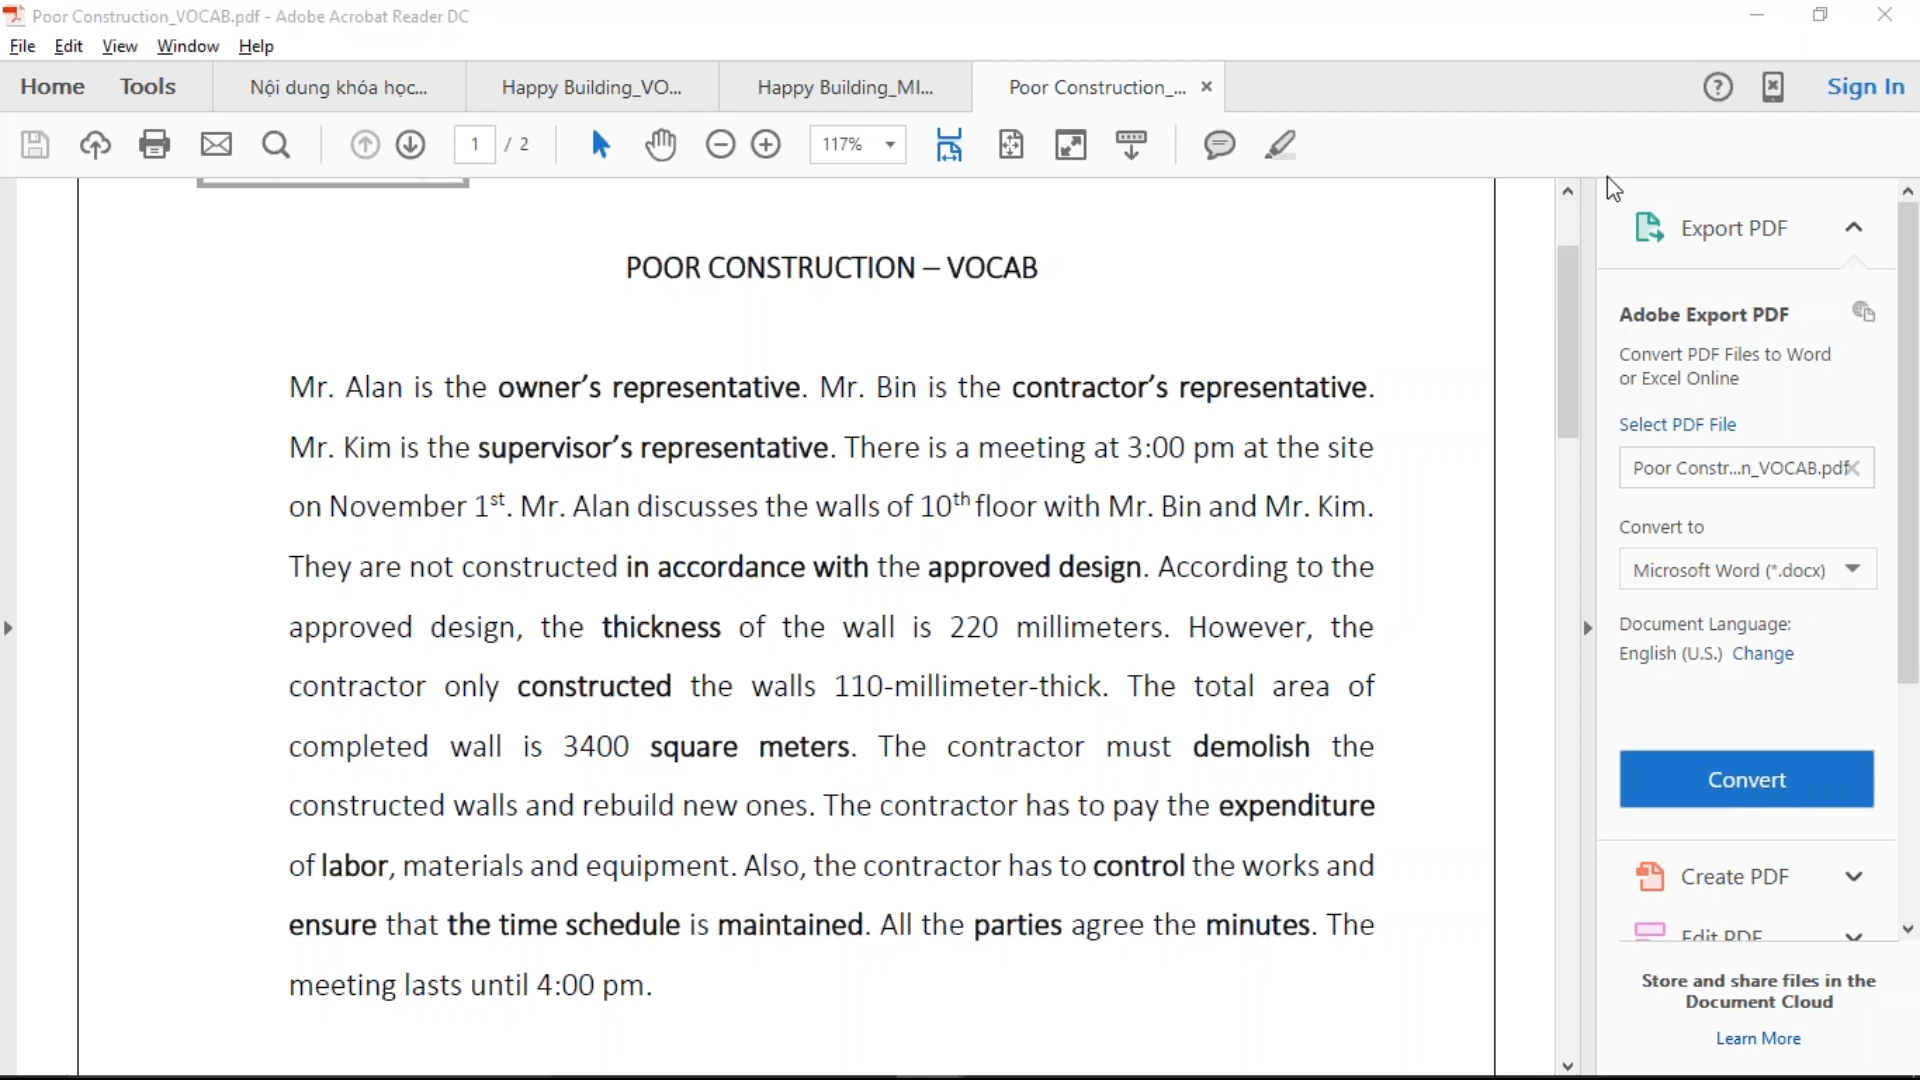 Poor Construction_VOCAB.pdf - Adobe Acrobat Reader DC
File Edit View Window Help
Home Tools Nội dung khóa học... Happy Building_VO... Happy Building_MI... Poor Construction_... Sign In
1 / 2 117%
POOR CONSTRUCTION – VOCAB
Mr. Alan is the owner's representative. Mr. Bin is the contractor's representative.
Mr. Kim is the supervisor's representative. There is a meeting at 3:00 pm at the site
on November 1st. Mr. Alan discusses the walls of 10th floor with Mr. Bin and Mr. Kim.
They are not constructed in accordance with the approved design. According to the
approved design, the thickness of the wall is 220 millimeters. However, the
contractor only constructed the walls 110-millimeter-thick. The total area of
completed wall is 3400 square meters. The contractor must demolish the
constructed walls and rebuild new ones. The contractor has to pay the expenditure
of labor, materials and equipment. Also, the contractor has to control the works and
ensure that the time schedule is maintained. All the parties agree the minutes. The
meeting lasts until 4:00 pm.
Export PDF
Adobe Export PDF
Convert PDF Files to Word
or Excel Online
Select PDF File
Poor Constr...n_VOCAB.pdf
Convert to
Microsoft Word (*.docx)
Document Language:
English (U.S.) Change
Convert
Create PDF
Edit PDF
Store and share files in the
Document Cloud
Learn More